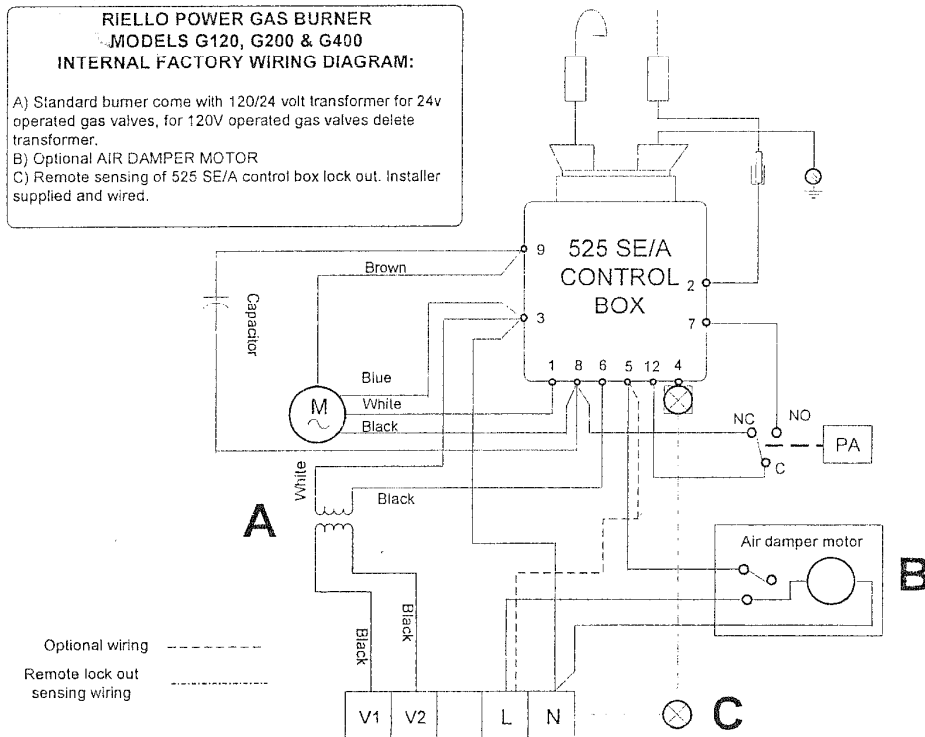 RIELLO POWER GAS BURNER
MODELS G120, G200 & G400
INTERNAL FACTORY WIRING DIAGRAM:
A) Standard burner come with 120/24 volt transformer for 24v
operated gas valves, for 120V operated gas valves delete
transformer.
B) Optional AIR DAMPER MOTOR
C) Remote sensing of 525 SE/A control box lock out. Installer
supplied and wired.
525 SE/A
CONTROL
BOX
9
2
3
7
1 8 6 5 12 4
Brown
Capacitor
Blue
White
Black
M
NC
NO
C
PA
White
Black
A
Air damper motor
B
Black
Black
Optional wiring
Remote lock out
sensing wiring
V1 V2 L N
C